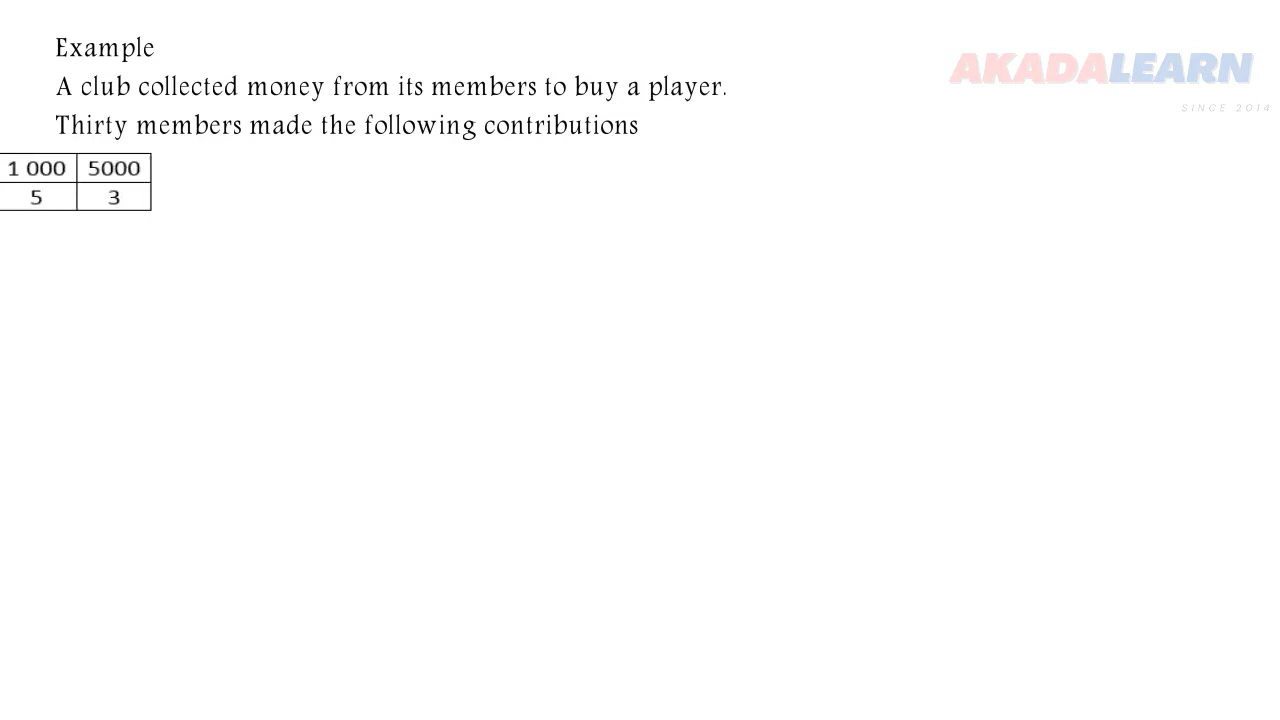 Example
A club collected money from its members to buy a player.
Thirty members made the following contributions
1 000 5000
5 3
AKADALEARN
SINCE 2014